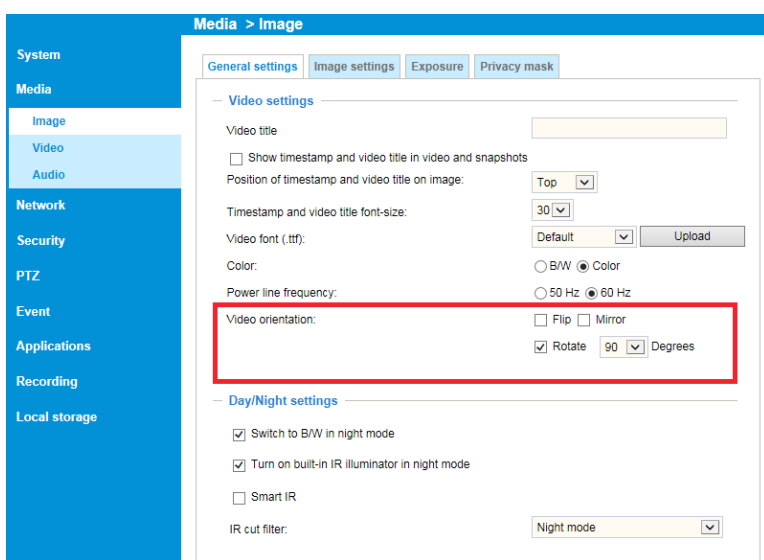 Media > Image
System
Media
Image
Video
Audio
Network
Security
PTZ
Event
Applications
Recording
Local storage
General settings Image settings Exposure Privacy mask
Video settings
Video title
Show timestamp and video title in video and snapshots
Position of timestamp and video title on image: Top
Timestamp and video title font-size: 30
Video font (.ttf): Default Upload
Color: B/W Color
Power line frequency: 50 Hz 60 Hz
Video orientation: Flip Mirror
Rotate 90 Degrees
Day/Night settings
Switch to B/W in night mode
Turn on built-in IR illuminator in night mode
Smart IR
IR cut filter: Night mode